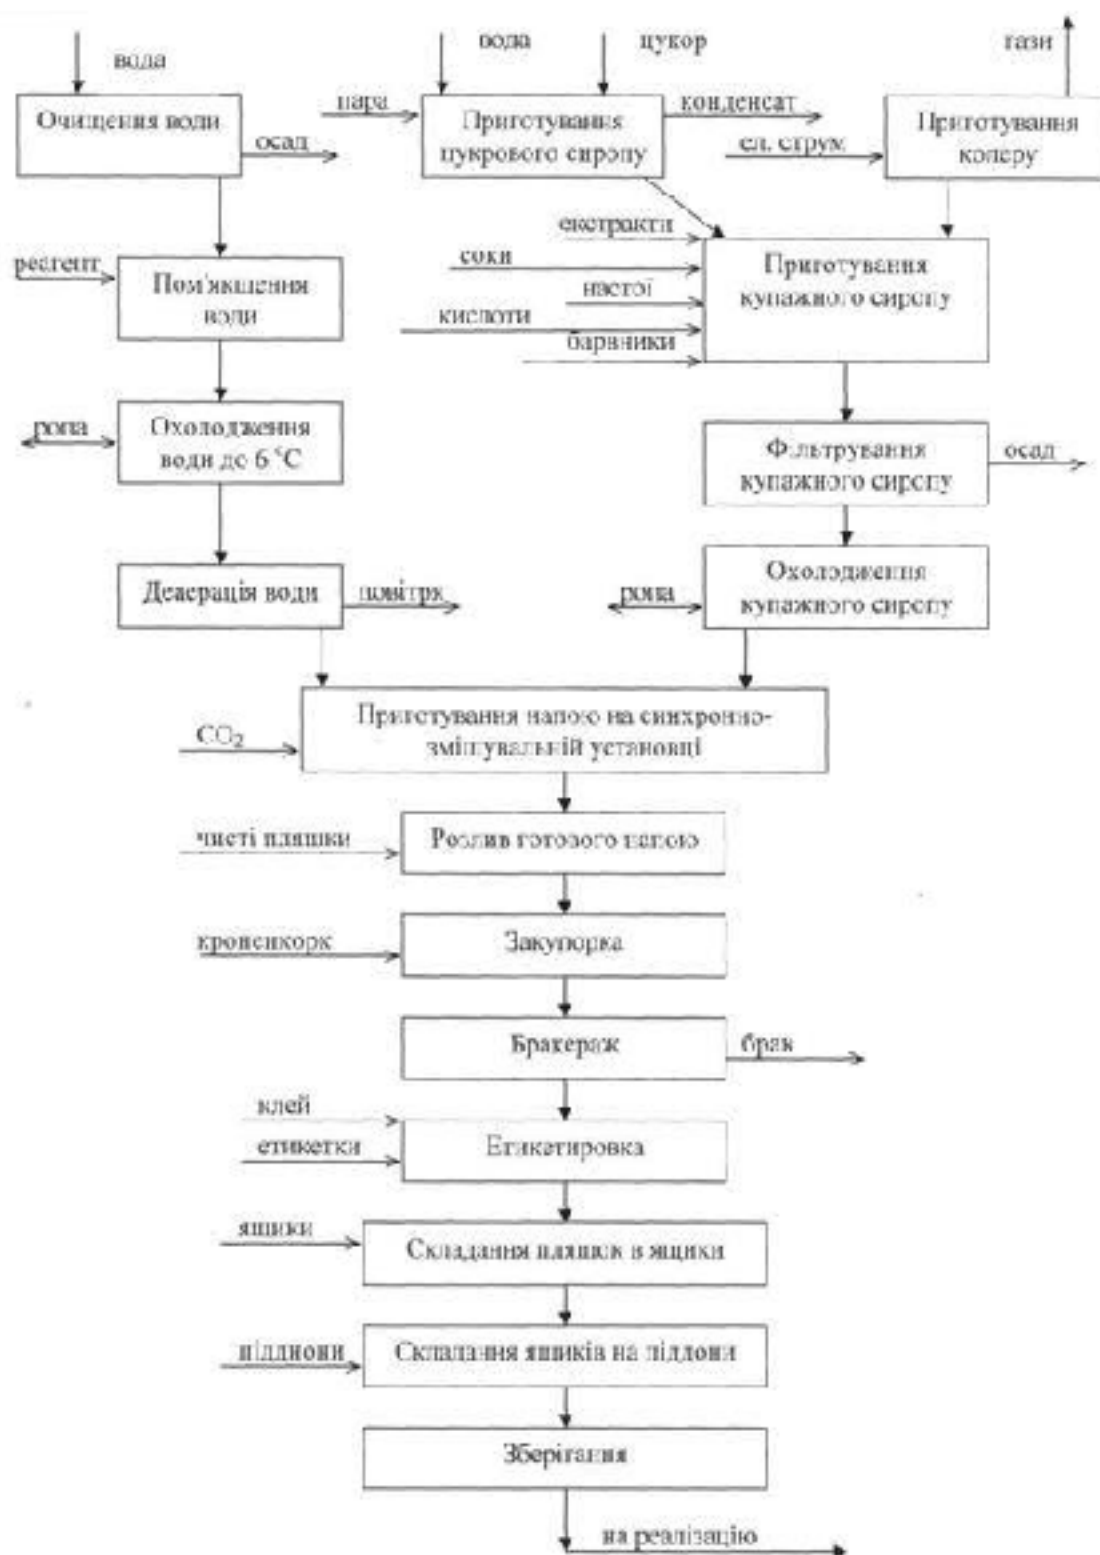 вода
вода
цукор
гази
Очищення води
осад
пара
Приготування
цукрового сиропу
конденсат
ел. струм
Приготування
колеру
реагент
Пом'якшення
води
екстракти
соки
настої
кислоти
барвники
Приготування
купажного сиропу
ропа
Охолодження
води до 6 °С
Фільтрування
купажного сиропу
осад
Деаерація води
повітря
ропа
Охолодження
купажного сиропу
Приготування напою на синхронно-
змішувальній установці
CO₂
чисті пляшки
Розлив готового напою
кроненкорк
Закупорка
Бракераж
брак
клей
етикетки
Етикетировка
ящики
Складання пляшок в ящики
піддони
Складання ящиків на піддони
Зберігання
на реалізацію